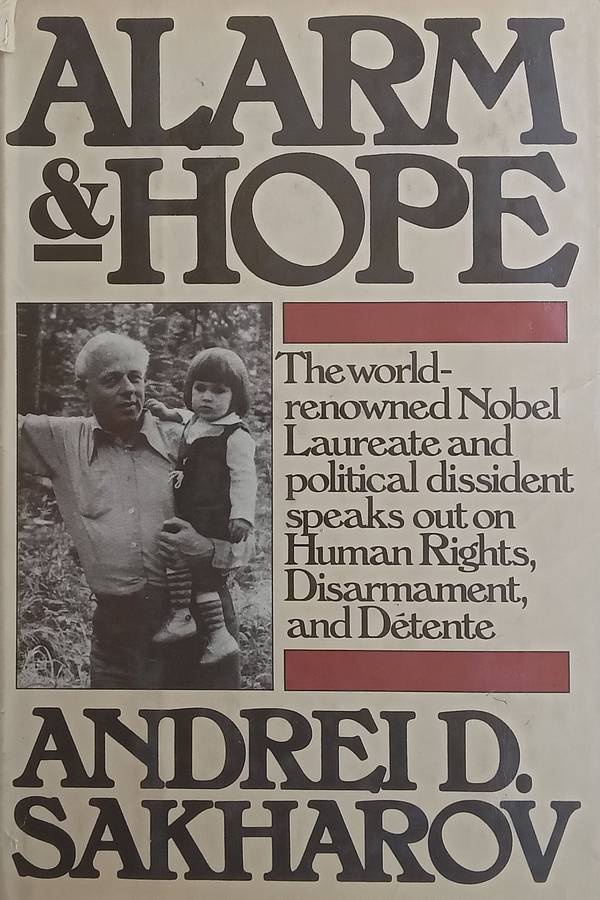 ALARM
& HOPE
The world-
renowned Nobel
Laureate and
political dissident
speaks out on
Human Rights,
Disarmament,
and Détente
ANDREI D.
SAKHAROV